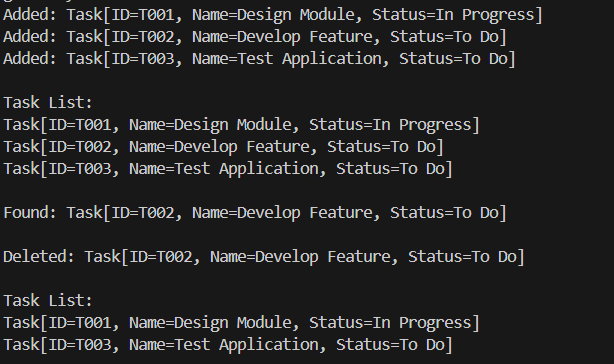 Added: Task[ID=T001, Name=Design Module, Status=In Progress]
Added: Task[ID=T002, Name=Develop Feature, Status=To Do]
Added: Task[ID=T003, Name=Test Application, Status=To Do]
Task List:
Task[ID=T001, Name=Design Module, Status=In Progress]
Task[ID=T002, Name=Develop Feature, Status=To Do]
Task[ID=T003, Name=Test Application, Status=To Do]
Found: Task[ID=T002, Name=Develop Feature, Status=To Do]
Deleted: Task[ID=T002, Name=Develop Feature, Status=To Do]
Task List:
Task[ID=T001, Name=Design Module, Status=In Progress]
Task[ID=T003, Name=Test Application, Status=To Do]